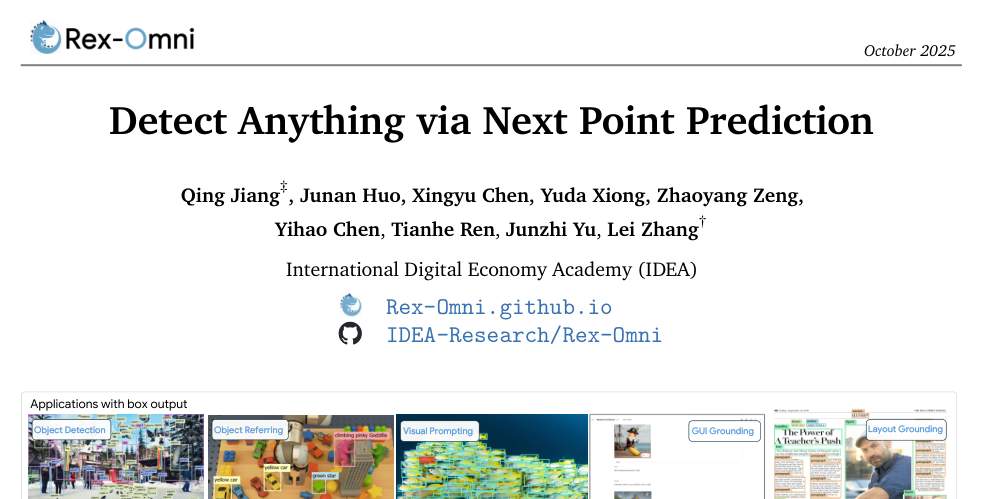 Rex-Omni
October 2025
Detect Anything via Next Point Prediction
Qing Jiang‡, Junan Huo, Xingyu Chen, Yuda Xiong, Zhaoyang Zeng,
Yihao Chen, Tianhe Ren, Junzhi Yu, Lei Zhang†
International Digital Economy Academy (IDEA)
Rex-Omni.github.io
IDEA-Research/Rex-Omni
Applications with box output
Object Detection
Object Referring
Visual Prompting
GUI Grounding
Layout Grounding
climbing pinky Godzilla
yellow car
yellow car
green star
The Power of
A Teacher's Push